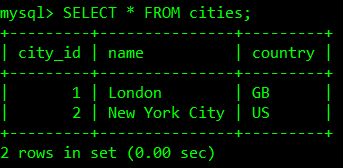 mysql> SELECT * FROM cities;
+---------+---------------+---------+
| city_id | name          | country |
+---------+---------------+---------+
|       1 | London        | GB      |
|       2 | New York City | US      |
+---------+---------------+---------+
2 rows in set (0.00 sec)